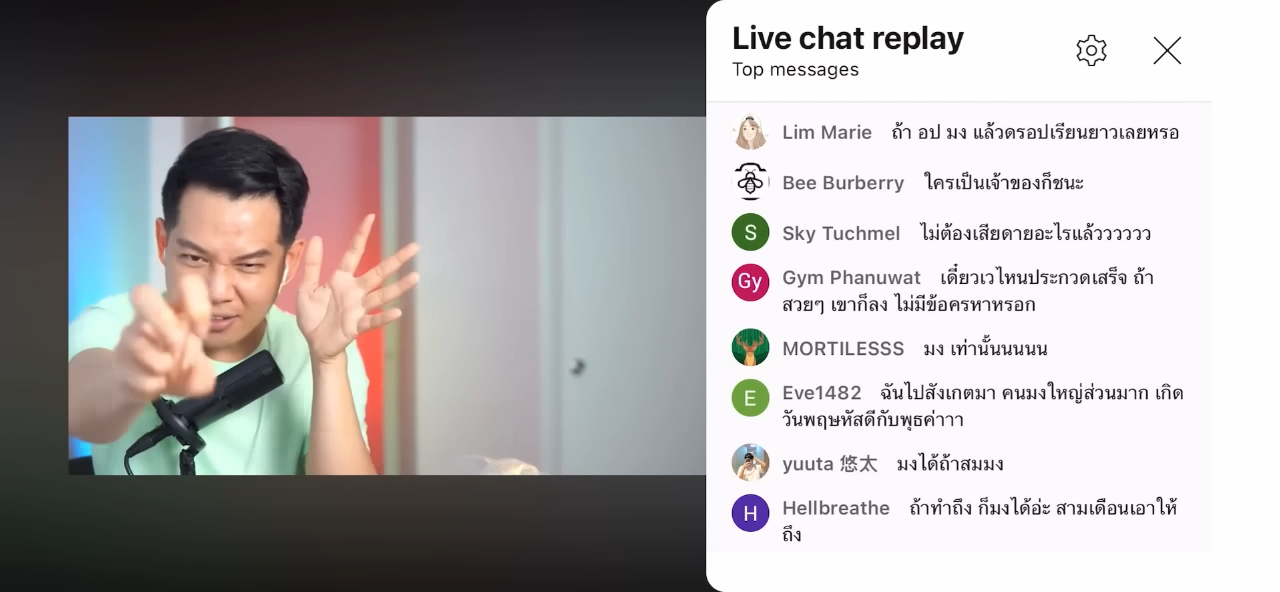 Live chat replay
Top messages
Lim Marie ถ้า อป มง แล้วดรอปเรียนยาวเลยหรอ
Bee Burberry ใครเป็นเจ้าของก็ชนะ
S Sky Tuchmel ไม่ต้องเสียดายอะไรแล้วววววว
Gy Gym Phanuwat เดี๋ยวเวไหนประกวดเสร็จ ถ้า
สวยๆ เขาก็ลง ไม่มีข้อครหาหรอก
MORTILESSS มง เท่านั้นนนนน
E Eve1482 ฉันไปสังเกตมา คนมงใหญ่ส่วนมาก เกิด
วันพฤหัสดีกับพุธค่าาา
yuuta 悠太 มงได้ถ้าสมมง
H Hellbreathe ถ้าทำถึง ก็มงได้อ่ะ สามเดือนเอาให้
ถึง